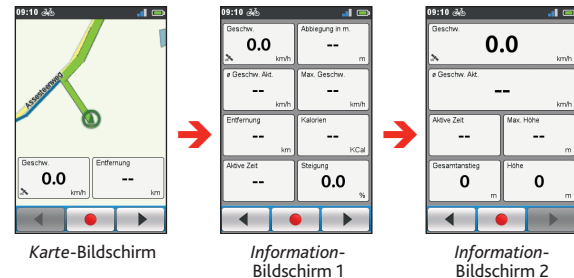 09:10
Assesteenweg
Geschw.
0.0
km/h
Entfernung
--
km
Karte-Bildschirm
09:10
Geschw.
0.0
km/h
Abbiegung in m.
--
m
ø Geschw. Akt.
--
km/h
Max. Geschw.
--
km/h
Entfernung
--
km
Kalorien
--
KCal
Aktive Zeit
--
Steigung
0.0
%
Information-
Bildschirm 1
09:10
Geschw.
0.0
km/h
ø Geschw. Akt.
--
km/h
Aktive Zeit
--
Max. Höhe
--
m
Gesamtanstieg
0
m
Höhe
0
m
Information-
Bildschirm 2